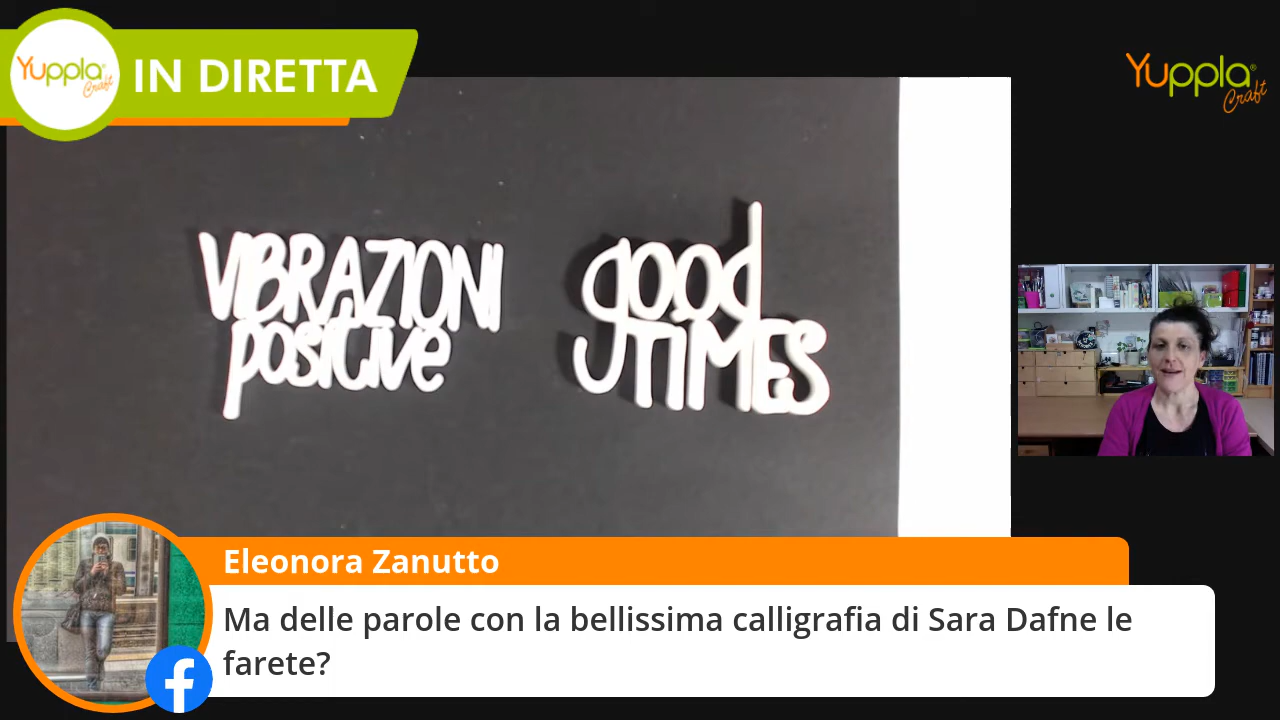 Yuppla® Craft
IN DIRETTA
Yuppla® Craft
VIBRAZIONI
positive
good
TIMES
Eleonora Zanutto
Ma delle parole con la bellissima calligrafia di Sara Dafne le
farete?